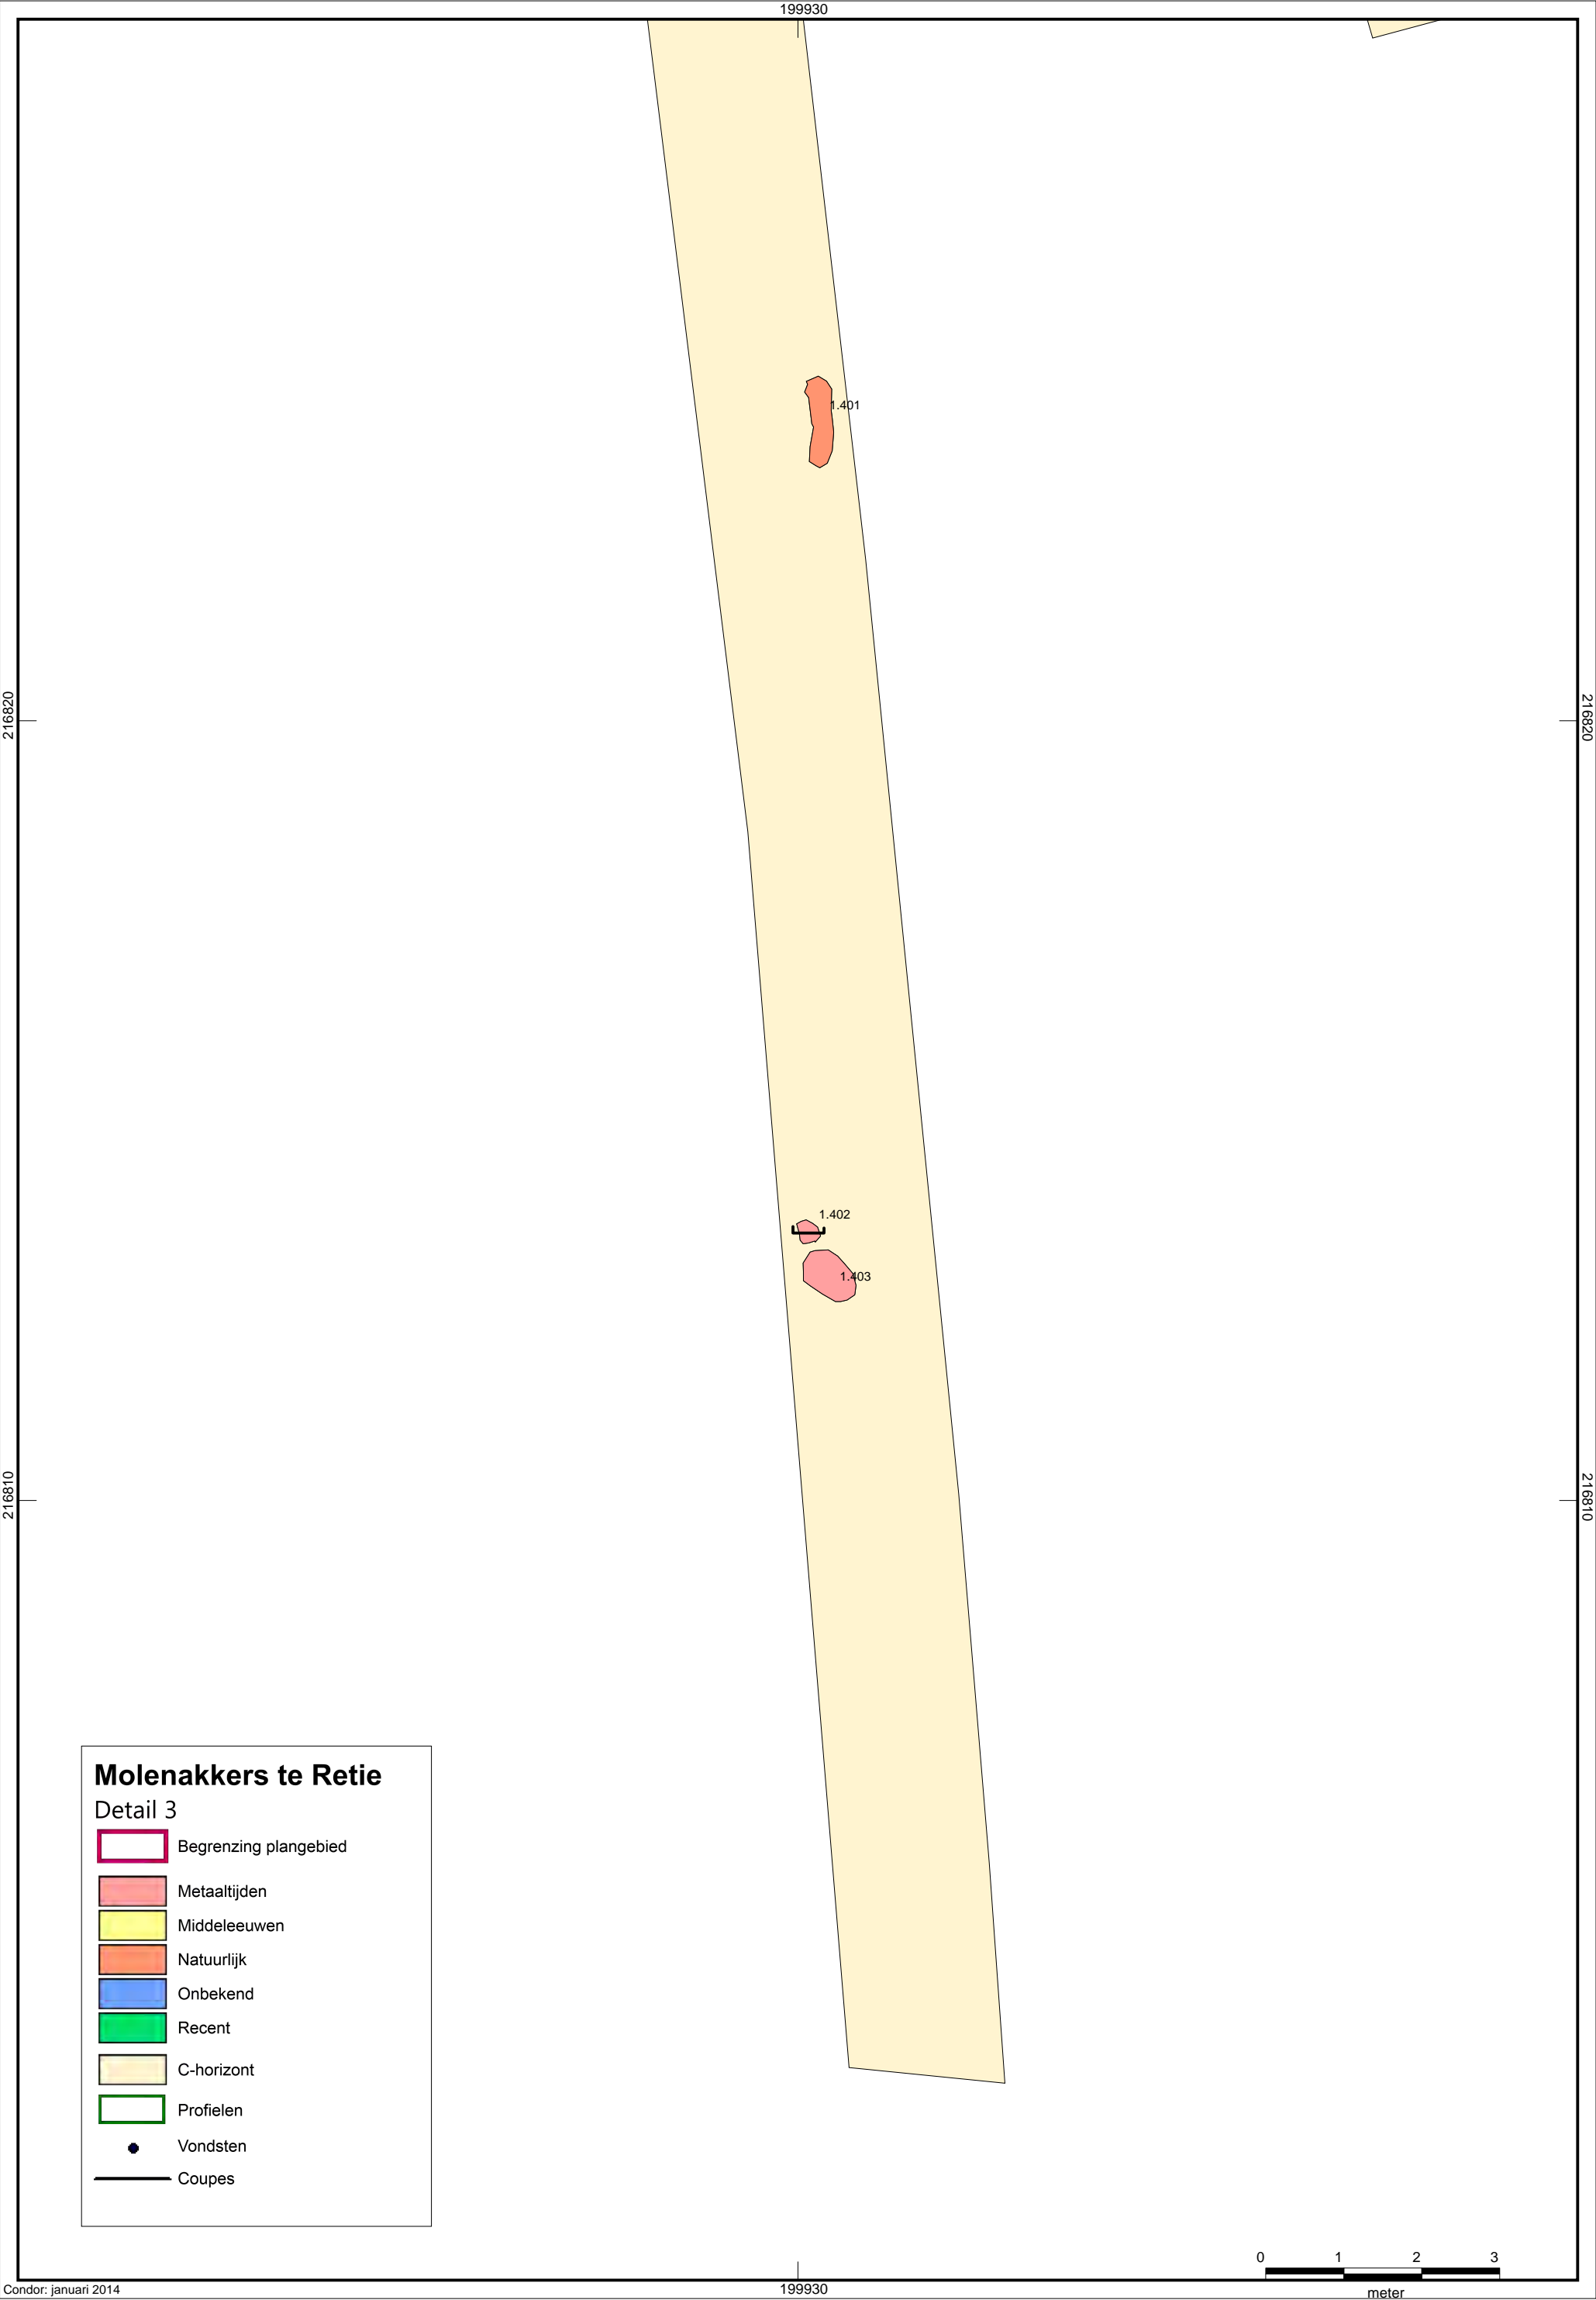 199930
1.401
216820
216820
1.402
1.403
216810
216810
Molenakkers te Retie
Detail 3
Begrenzing plangebied
Metaaltijden
Middeleeuwen
Natuurlijk
Onbekend
Recent
C-horizont
Profielen
Vondsten
Coupes
0 1 2 3
meter
Condor: januari 2014
199930